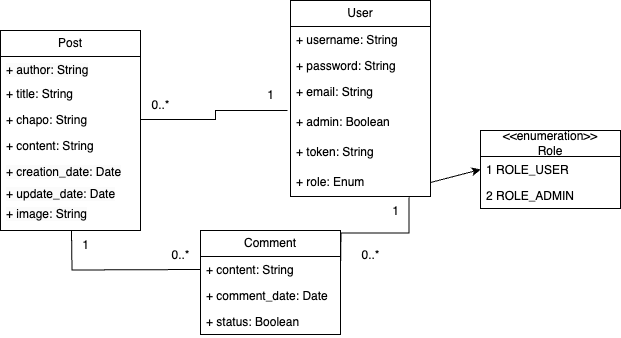 Post
+ author: String
+ title: String
+ chapo: String
+ content: String
+ creation_date: Date
+ update_date: Date
+ image: String
0..*
1
User
+ username: String
+ password: String
+ email: String
+ admin: Boolean
+ token: String
+ role: Enum
<<enumeration>>
Role
1 ROLE_USER
2 ROLE_ADMIN
1
0..*
1
0..*
Comment
+ content: String
+ comment_date: Date
+ status: Boolean